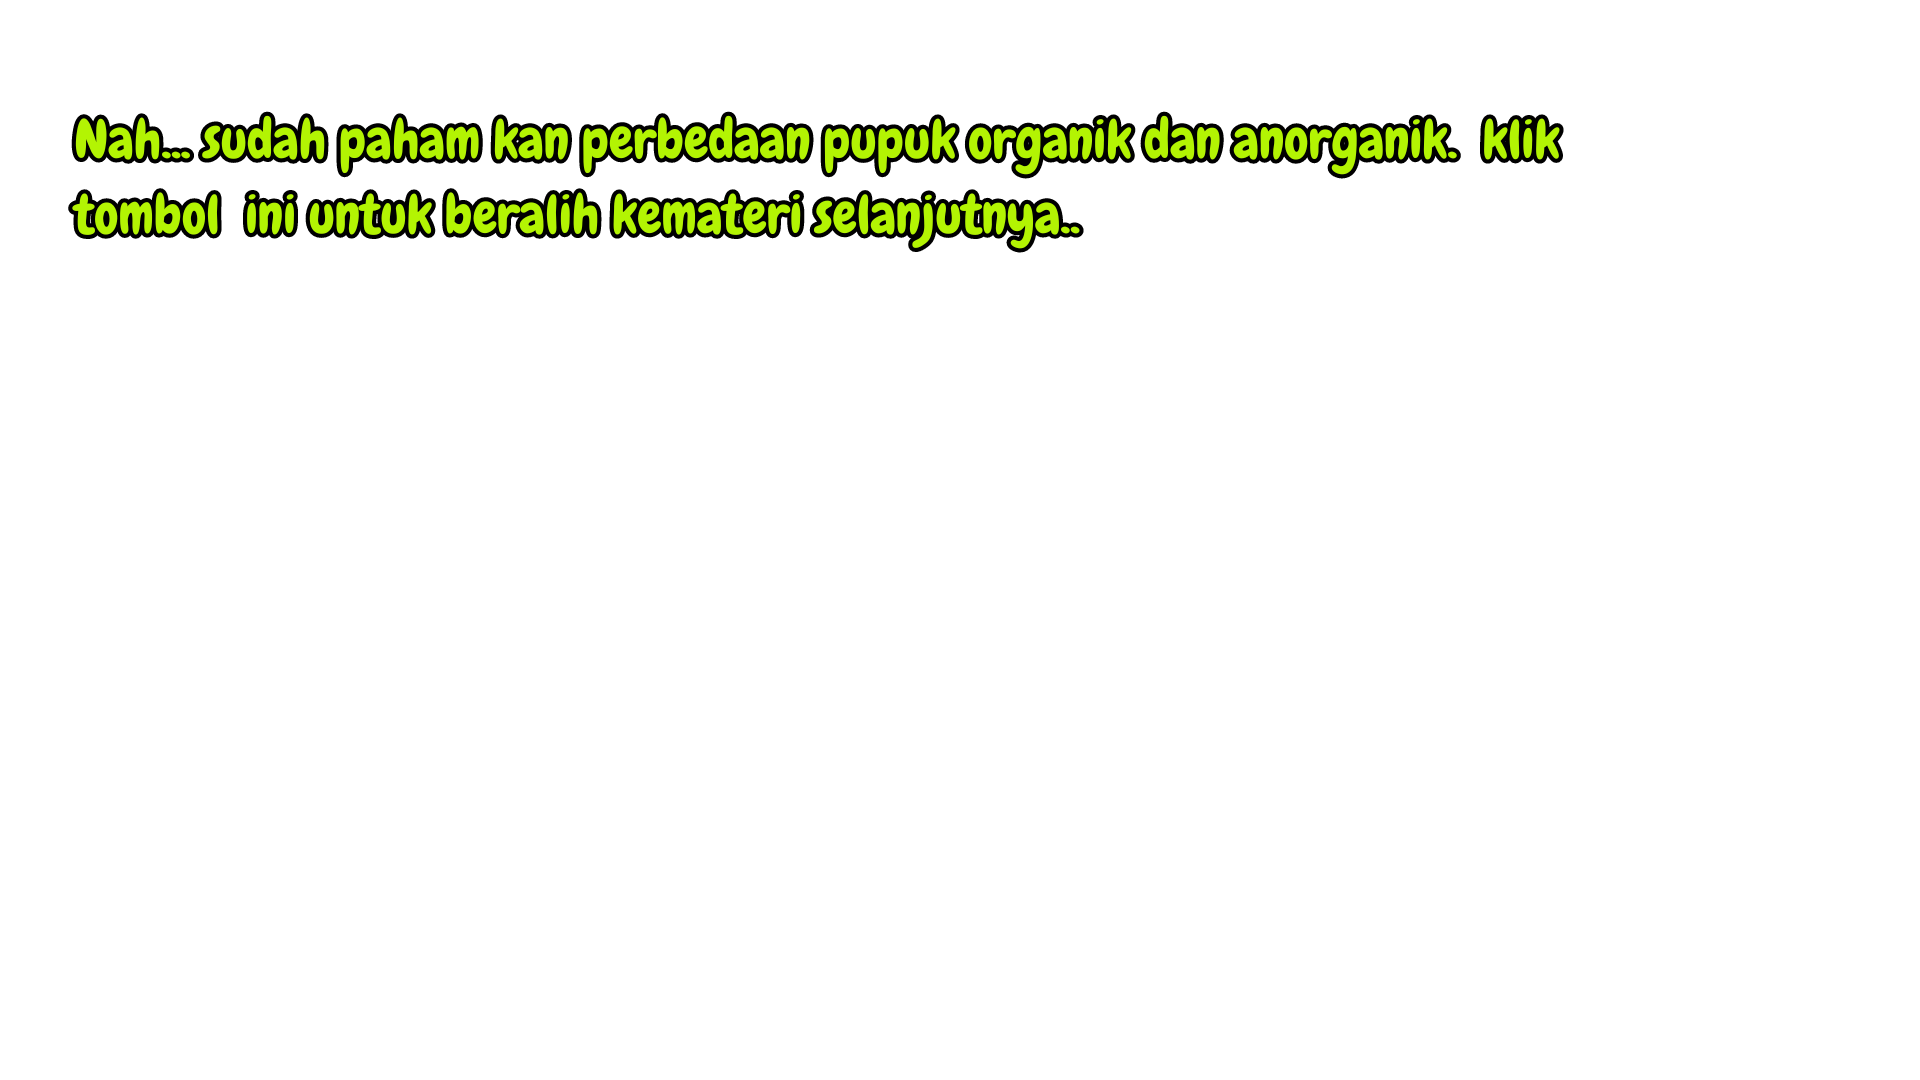 Nah... sudah paham kan perbedaan pupuk organik dan anorganik.  klik
tombol  ini untuk beralih kemateri selanjutnya..